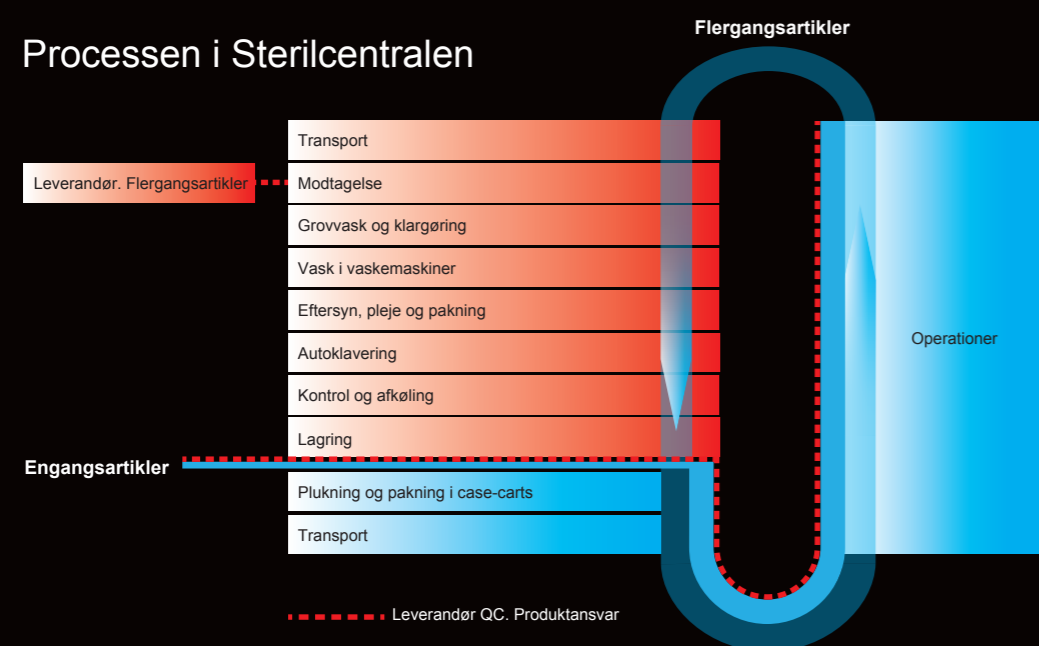 Processen i Sterilcentralen
Flergangsartikler
Transport
Leverandør. Flergangsartikler
Modtagelse
Grovvask og klargøring
Vask i vaskemaskiner
Eftersyn, pleje og pakning
Autoklavering
Kontrol og afkøling
Lagring
Operationer
Engangsartikler
Plukning og pakning i case-carts
Transport
Leverandør QC. Produktansvar